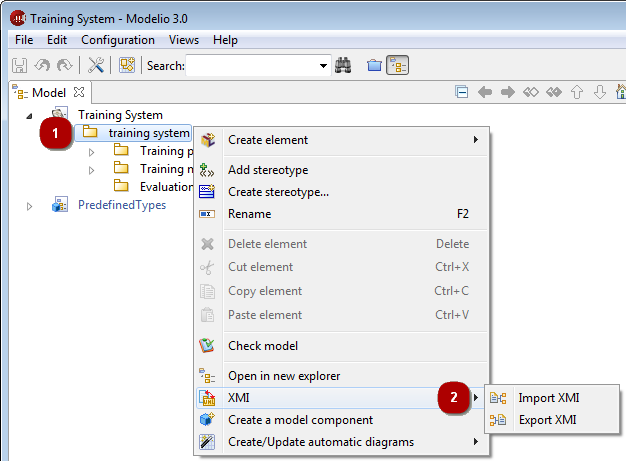 Training System - Modelio 3.0
File Edit Configuration Views Help
Search:
Model
Training System
1
training system
Training p
Training n
Evaluation
PredefinedTypes
Create element
Add stereotype
Create stereotype...
Rename F2
Delete element Delete
Cut element Ctrl+X
Copy element Ctrl+C
Paste element Ctrl+V
Check model
Open in new explorer
XMI 2
Create a model component
Create/Update automatic diagrams
Import XMI
Export XMI